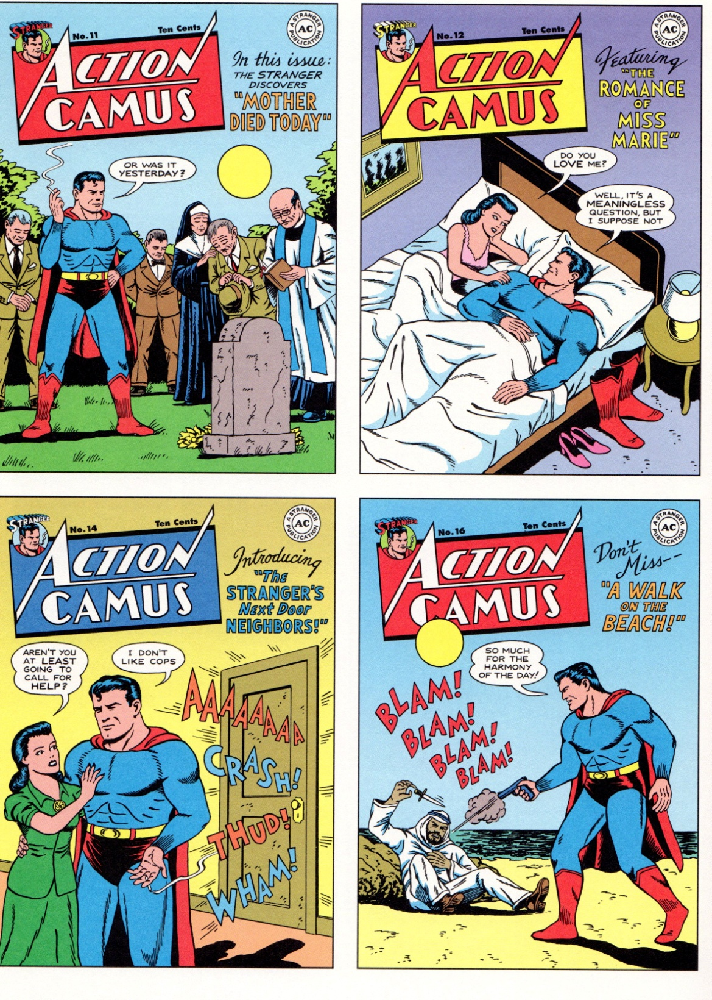 STRANGER
No. 11
Ten Cents
A STRANGER PUBLICATION
AC
ACTION
CAMUS
In this issue:
THE STRANGER
DISCOVERS
"MOTHER
DIED TODAY"
OR WAS IT
YESTERDAY?
STRANGER
No. 12
Ten Cents
A STRANGER PUBLICATION
AC
ACTION
CAMUS
Featuring
"THE
ROMANCE
OF
MISS
MARIE"
DO YOU
LOVE ME?
WELL, IT'S A
MEANINGLESS
QUESTION, BUT
I SUPPOSE NOT
STRANGER
No. 14
Ten Cents
A STRANGER PUBLICATION
AC
ACTION
CAMUS
Introducing
"The
STRANGER'S
Next Door
NEIGHBORS!"
AREN'T YOU
AT LEAST
GOING TO
CALL FOR
HELP?
I DON'T
LIKE COPS
AAAAAAAA
CRASH!
THUD!
WHAM!
STRANGER
No. 16
Ten Cents
A STRANGER PUBLICATION
AC
ACTION
CAMUS
Don't
Miss--
"A WALK
ON THE
BEACH!"
SO MUCH
FOR THE
HARMONY
OF THE DAY!
BLAM!
BLAM!
BLAM!
BLAM!